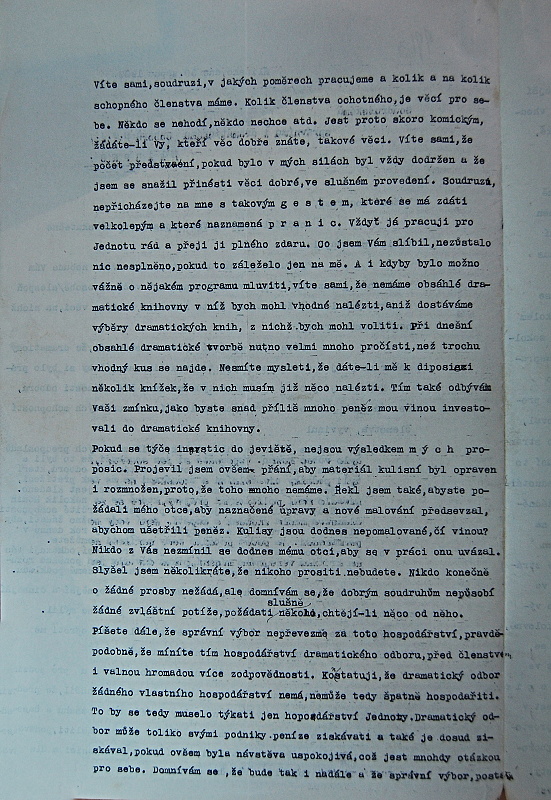 Víte sami,soudruzi,v jakých poměrech pracujeme a kolik a na kolik
schopného členstva máme. Kolik členstva ochotného,je věcí pro se-
be. Někdo se nehodí,někdo nechce atd. Jest proto skoro komickým,
žádáte-li Vy, kteří věc dobře znáte, takové věci. Víte sami,že
počet představení,pokud bylo v mých silách byl vždy dodržen a že
jsem se snažil přinésti věci dobré,ve slušném provedení. Soudruzi,
nepřicházejte na mne s takovým g e s t e m, které se má zdáti
velkolepým a které naznamená p r a n i c. Vždyť já pracuji pro
Jednotu rád a přeji jí plného zdaru. Co jsem Vám slíbil,nezůstalo
nic nesplněno,pokud to záleželo jen na mě. A i kdyby bylo možno
vážně o nějakém programu mluviti,víte sami,že nemáme obsáhlé dra-
matické knihovny v níž bych mohl vhodné nalézti,aniž dostáváme
výběry dramatických knih, z nichž.bych mohl voliti. Při dnešní
obsáhlé dramatické tvorbě nutno velmi mnoho pročísti,než trochu
vhodný kus se najde. Nesmíte mysleti,že dáte-li mě k disposici
několik knížek,že v nich musím již něco nalézti. Tím také odbývám
Vaši zmínku,jako byste snad příliš mnoho peněz mou vinou investo-
vali do dramatické knihovny.
Pokud se týče investic do jeviště, nejsou výsledkem m ý c h pro-
posic. Projevil jsem ovšem přání,aby materiál kulisní byl opraven
i rozmnožen,proto,že toho mnoho nemáme. Řekl jsem také,abyste po-
žádali mého otce,aby naznačené úpravy a nové malování předsevzal,
abychom ušetřili peněz. Kulisy jsou dodnes nepomalované,čí vinou?
Nikdo z Vás nezmínil se dodnes mému otci,aby se v práci onu uvázal.
Slyšel jsem několikráte,že nikoho prositi nebudete. Nikdo konečně
o žádné prosby nežádá,ale domnívám se,že dobrým soudruhům nepůsobí
slušně
žádné zvláštní potíže,požádati někoho,chtějí-li něco od něho.
Píšete dále,že správní výbor nepřevezme za toto hospodářství,pravdě-
podobně,že míníte tím hospodářství dramatického odboru,před členstvem
i valnou hromadou více zodpovědnosti. Kostatuji,že dramatický odbor
žádného vlastního hospodářství nemá,nemůže tedy špatně hospodařiti.
To by se tedy muselo týkati jen hopodářství Jednoty.Dramatický od-
bor může toliko svými podniky peníze získávati a také je dosud zí-
skával,pokud ovšem byla návštěva uspokojivá,což jest mnohdy otázkou
pro sebe. Domnívám se ,že bude tak i nadále a že správní výbor,